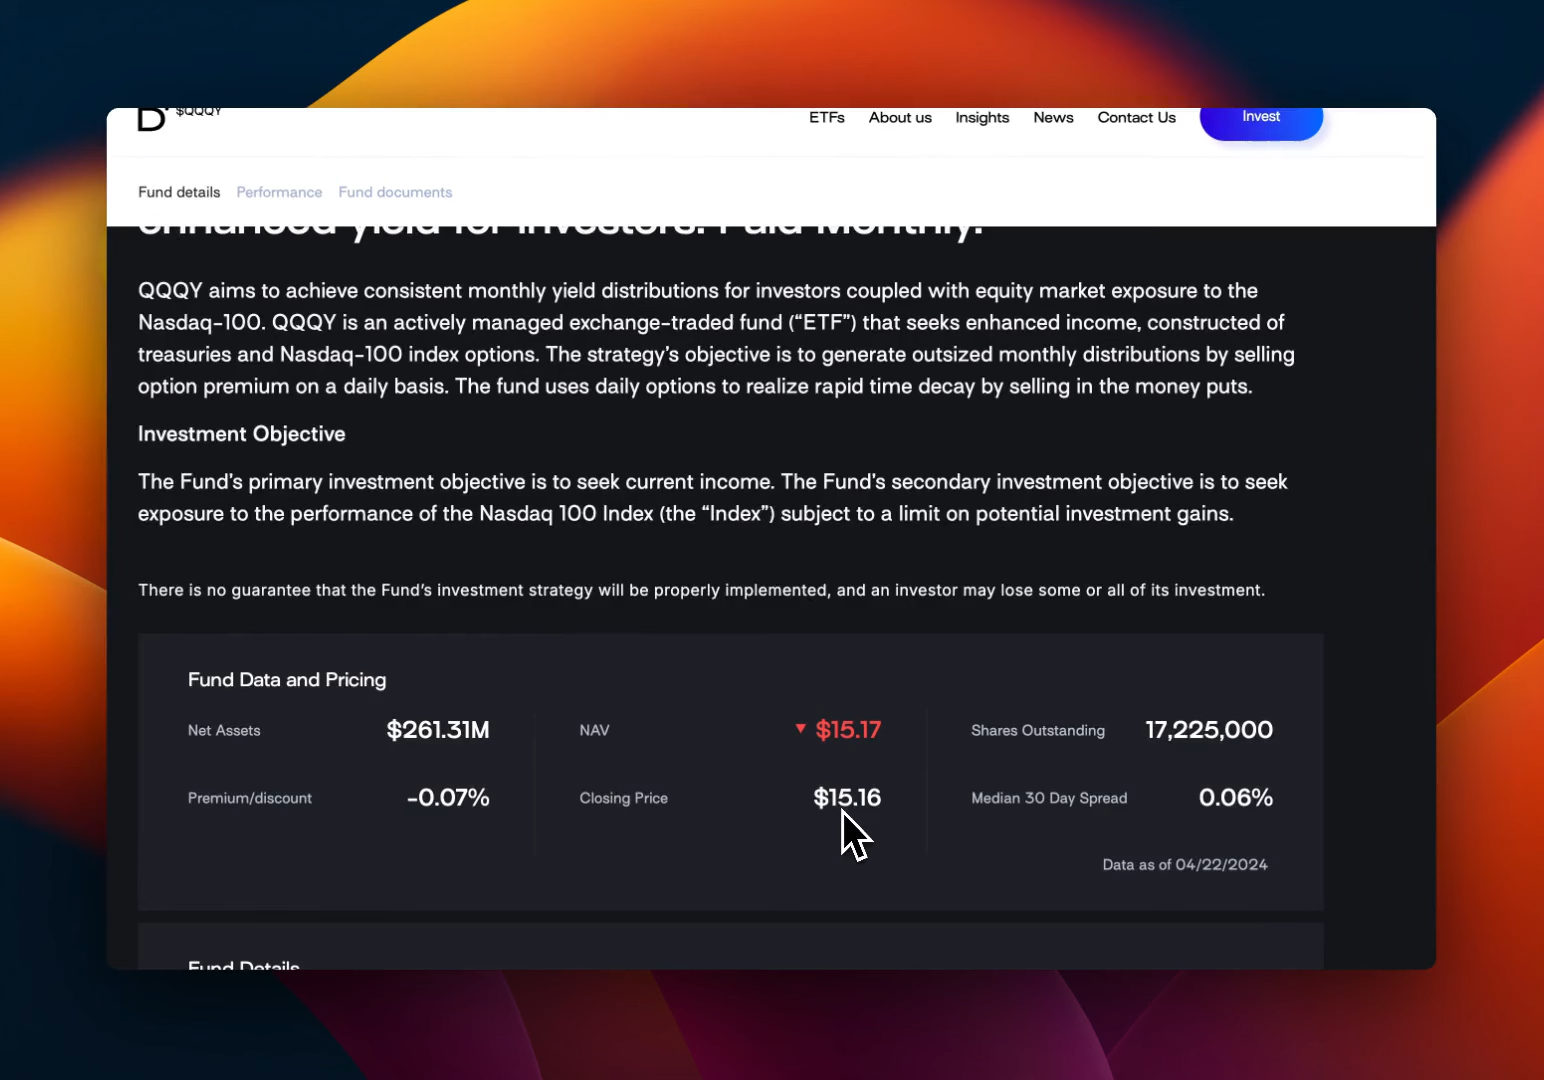 $QQQY
ETFs About us Insights News Contact Us Invest
Fund details Performance Fund documents
enhanced yield for investors. Paid Monthly.
QQQY aims to achieve consistent monthly yield distributions for investors coupled with equity market exposure to the
Nasdaq-100. QQQY is an actively managed exchange-traded fund (“ETF”) that seeks enhanced income, constructed of
treasuries and Nasdaq-100 index options. The strategy’s objective is to generate outsized monthly distributions by selling
option premium on a daily basis. The fund uses daily options to realize rapid time decay by selling in the money puts.
Investment Objective
The Fund’s primary investment objective is to seek current income. The Fund’s secondary investment objective is to seek
exposure to the performance of the Nasdaq 100 Index (the “Index”) subject to a limit on potential investment gains.
There is no guarantee that the Fund’s investment strategy will be properly implemented, and an investor may lose some or all of its investment.
Fund Data and Pricing
Net Assets $261.31M NAV ▼ $15.17 Shares Outstanding 17,225,000
Premium/discount -0.07% Closing Price $15.16 Median 30 Day Spread 0.06%
Data as of 04/22/2024
Fund Details